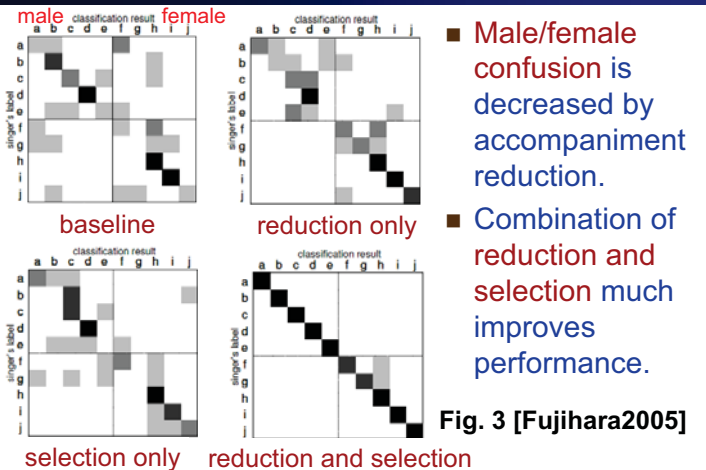 male classification result female
a b c d e f g h i j
singer's label
a
b
c
d
e
f
g
h
i
j
baseline
classification result
a b c d e f g h i j
singer's label
a
b
c
d
e
f
g
h
i
j
reduction only
classification result
a b c d e f g h i j
singer's label
a
b
c
d
e
f
g
h
i
j
selection only
classification result
a b c d e f g h i j
singer's label
a
b
c
d
e
f
g
h
i
j
reduction and selection
■ Male/female
confusion is
decreased by
accompaniment
reduction.
■ Combination of
reduction and
selection much
improves
performance.
Fig. 3 [Fujihara2005]